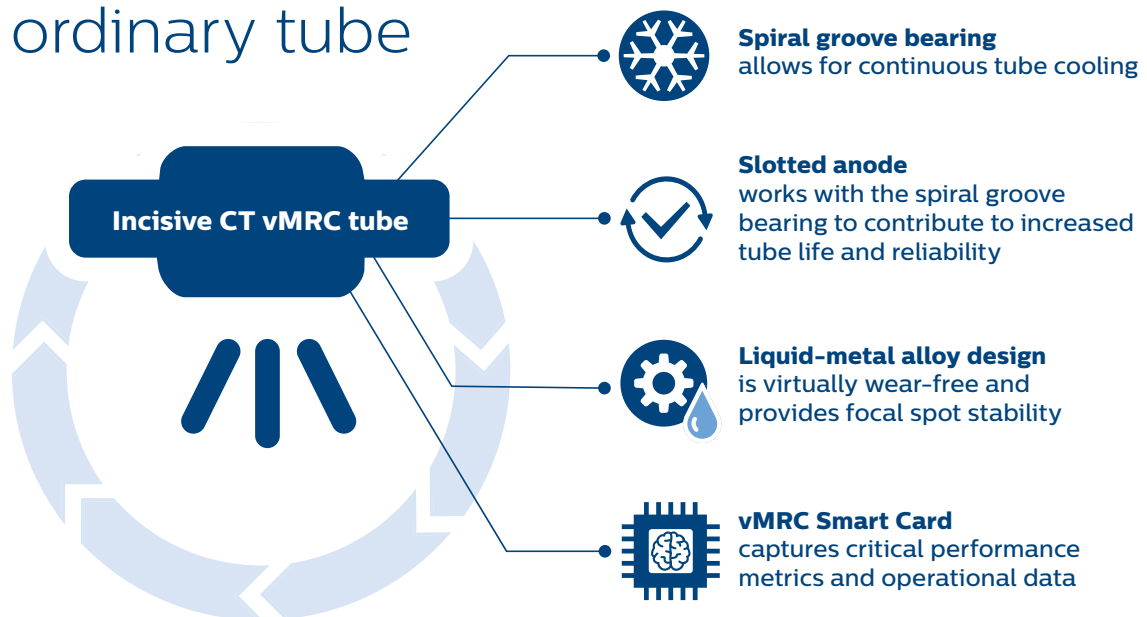 ordinary tube
Incisive CT vMRC tube
Spiral groove bearing
allows for continuous tube cooling
Slotted anode
works with the spiral groove
bearing to contribute to increased
tube life and reliability
Liquid-metal alloy design
is virtually wear-free and
provides focal spot stability
vMRC Smart Card
captures critical performance
metrics and operational data